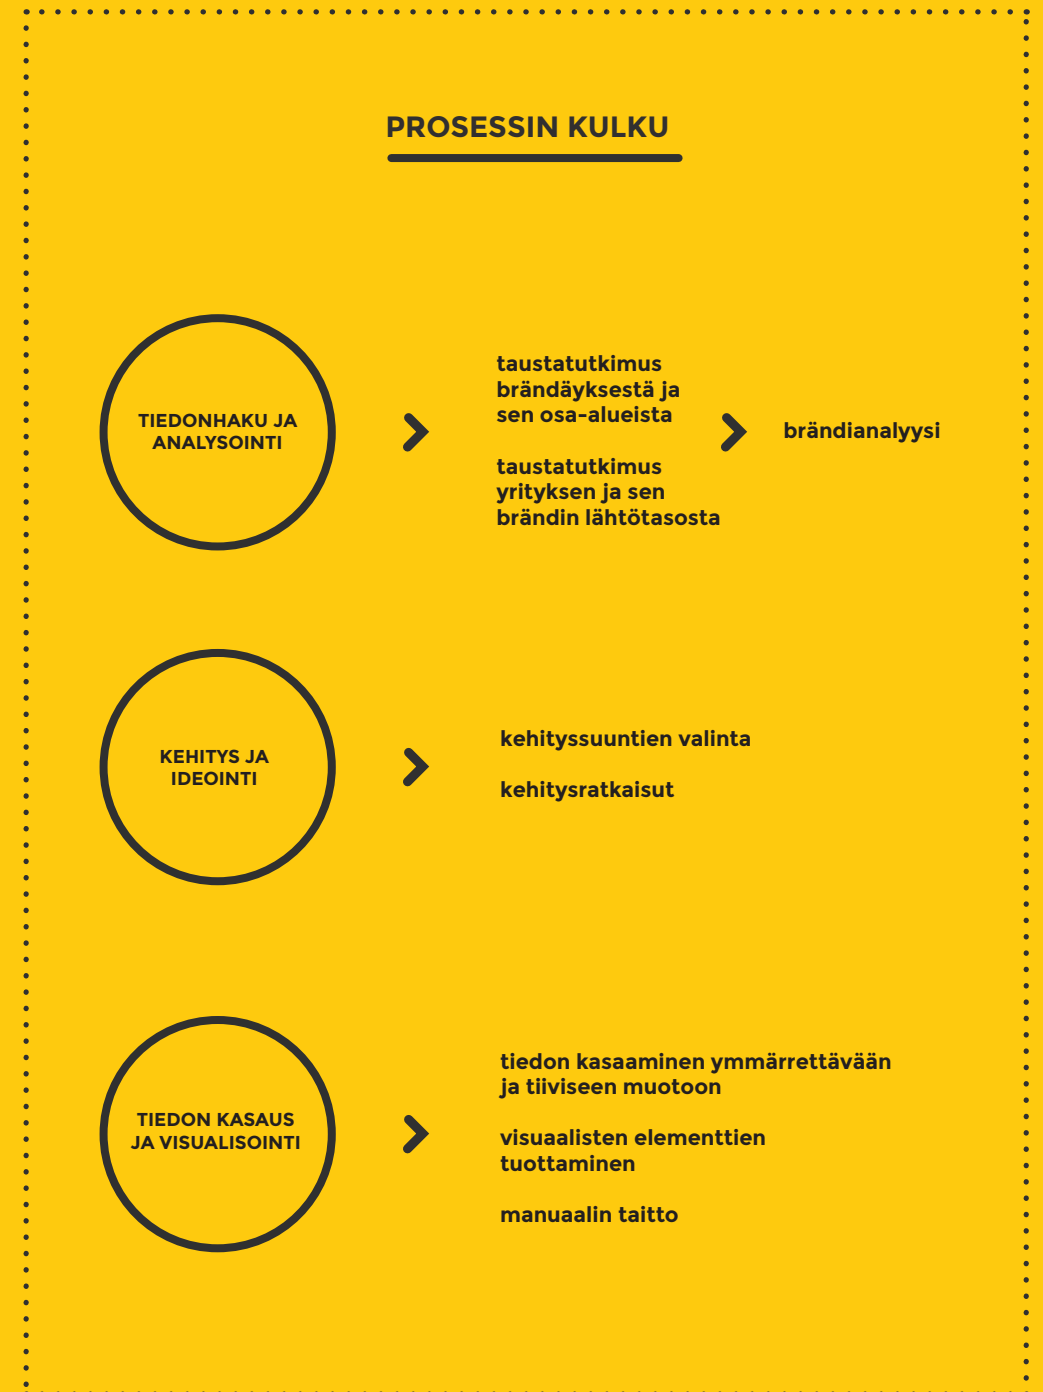 PROSESSIN KULKU
TIEDONHAKU JA
ANALYSOINTI
taustatutkimus
brändäyksestä ja
sen osa-alueista
taustatutkimus
yrityksen ja sen
brändin lähtötasosta
brändianalyysi
KEHITYS JA
IDEOINTI
kehityssuuntien valinta
kehitysratkaisut
TIEDON KASAUS
JA VISUALISOINTI
tiedon kasaaminen ymmärrettävään
ja tiiviseen muotoon
visuaalisten elementtien
tuottaminen
manuaalin taitto